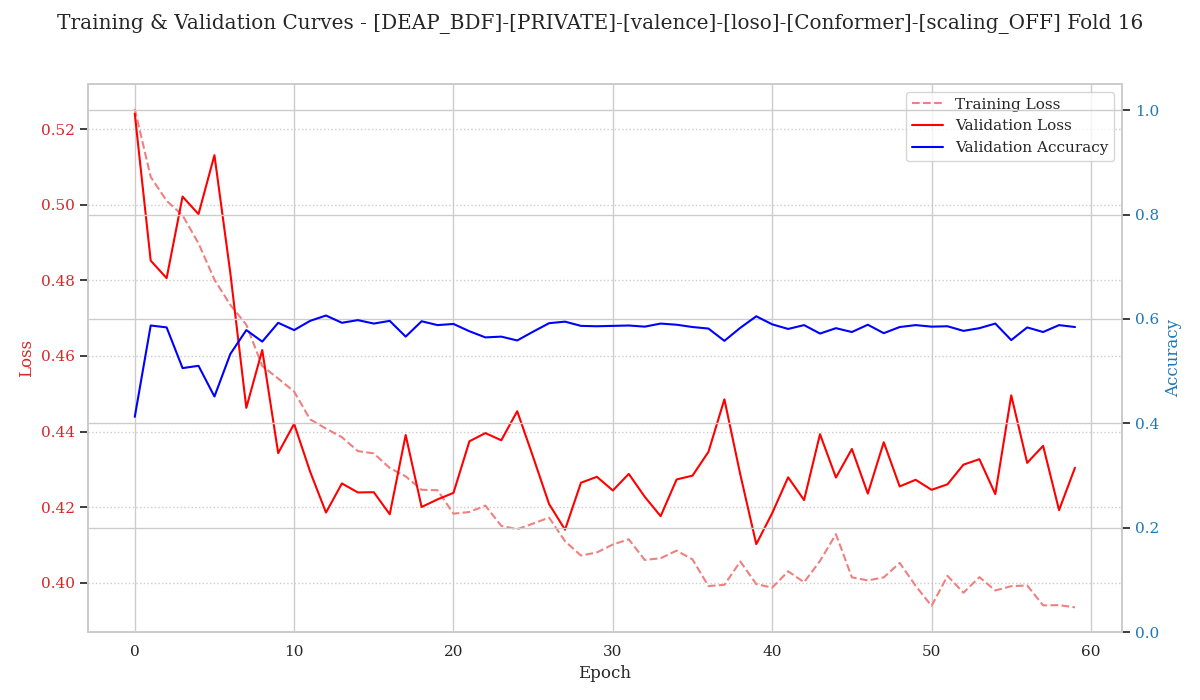 Training & Validation Curves - [DEAP_BDF]-[PRIVATE]-[valence]-[loso]-[Conformer]-[scaling_OFF] Fold 16
Training Loss
Validation Loss
Validation Accuracy
0.52
0.50
0.48
0.46
0.44
0.42
0.40
Loss
1.0
0.8
0.6
0.4
0.2
0.0
Accuracy
0 10 20 30 40 50 60
Epoch